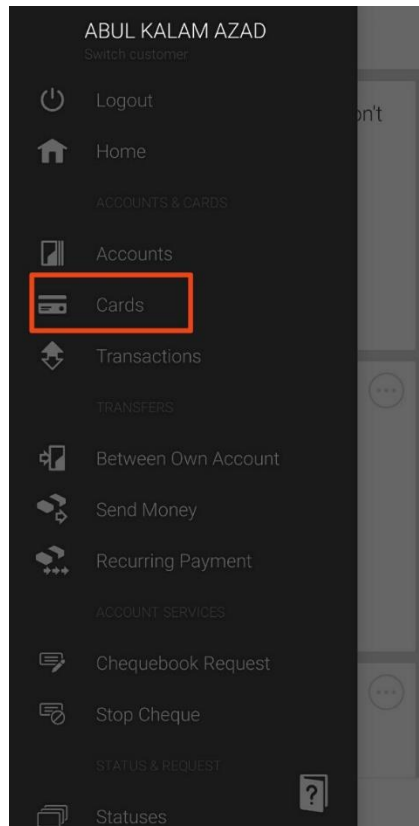 ABUL KALAM AZAD
Switch customer
Logout
on't
Home
ACCOUNTS & CARDS
Accounts
Cards
Transactions
TRANSFERS
Between Own Account
Send Money
Recurring Payment
ACCOUNT SERVICES
Chequebook Request
Stop Cheque
STATUS & REQUEST
?
Statuses